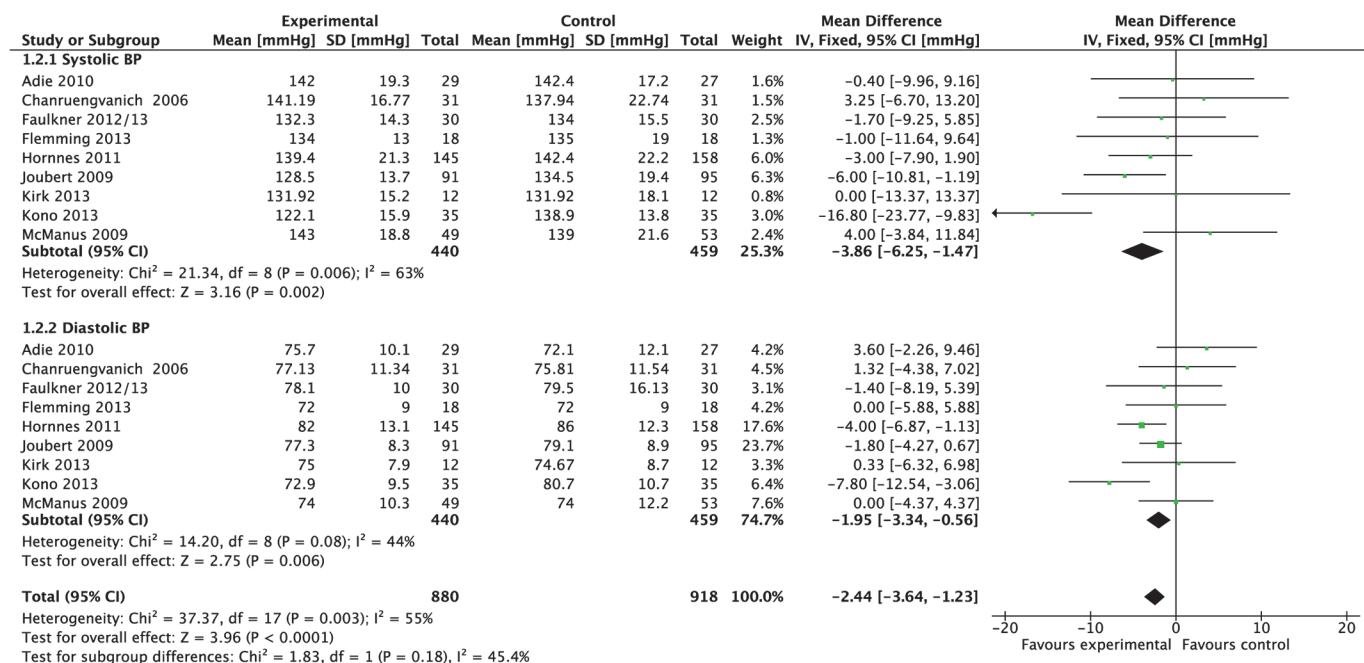 Experimental Control Mean Difference Mean Difference
Study or Subgroup Mean [mmHg] SD [mmHg] Total Mean [mmHg] SD [mmHg] Total Weight IV, Fixed, 95% CI [mmHg] IV, Fixed, 95% CI [mmHg]
1.2.1 Systolic BP
Adie 2010 142 19.3 29 142.4 17.2 27 1.6% −0.40 [−9.96, 9.16]
Chanruengvanich 2006 141.19 16.77 31 137.94 22.74 31 1.5% 3.25 [−6.70, 13.20]
Faulkner 2012/13 132.3 14.3 30 134 15.5 30 2.5% −1.70 [−9.25, 5.85]
Flemming 2013 134 13 18 135 19 18 1.3% −1.00 [−11.64, 9.64]
Hornnes 2011 139.4 21.3 145 142.4 22.2 158 6.0% −3.00 [−7.90, 1.90]
Joubert 2009 128.5 13.7 91 134.5 19.4 95 6.2% −6.00 [−10.81, −1.19]
Kirk 2013 131.92 15.2 12 131.92 18.1 12 0.8% 0.00 [−13.37, 13.37]
Kono 2013 122.1 15.9 35 138.9 13.8 35 3.0% −16.80 [−23.77, −9.83]
McManus 2009 143 18.8 49 139 21.6 53 2.4% 4.00 [−3.84, 11.84]
Subtotal (95% CI) 440 459 25.3% −3.86 [−6.25, −1.47]
Heterogeneity: Chi² = 21.34, df = 8 (P = 0.006); I² = 63%
Test for overall effect: Z = 3.16 (P = 0.002)
1.2.2 Diastolic BP
Adie 2010 75.7 10.1 29 72.1 12.1 27 4.2% 3.60 [−2.26, 9.46]
Chanruengvanich 2006 77.13 11.34 31 75.81 11.54 31 4.5% 1.32 [−4.38, 7.02]
Faulkner 2012/13 78.1 10 30 79.5 16.13 30 3.1% −1.40 [−8.19, 5.39]
Flemming 2013 72 9 18 72 9 18 4.2% 0.00 [−5.88, 5.88]
Hornnes 2011 82 13.1 145 86 12.3 158 17.6% −4.00 [−6.87, −1.13]
Joubert 2009 77.3 8.3 91 79.1 8.9 95 23.7% −1.80 [−4.27, 0.67]
Kirk 2013 75 7.9 12 74.67 8.7 12 3.3% 0.33 [−6.32, 6.98]
Kono 2013 72.9 9.5 35 80.7 10.7 35 6.4% −7.80 [−12.54, −3.06]
McManus 2009 74 10.3 49 74 12.2 53 7.6% 0.00 [−4.37, 4.37]
Subtotal (95% CI) 440 459 74.7% −1.95 [−3.34, −0.56]
Heterogeneity: Chi² = 14.20, df = 8 (P = 0.08); I² = 44%
Test for overall effect: Z = 2.75 (P = 0.006)
Total (95% CI) 880 918 100.0% −2.44 [−3.64, −1.23]
Heterogeneity: Chi² = 37.37, df = 17 (P = 0.003); I² = 55%
Test for overall effect: Z = 3.96 (P < 0.0001)
Test for subgroup differences: Chi² = 1.83, df = 1 (P = 0.18), I² = 45.4%
−20 −10 0 10 20
Favours experimental Favours control